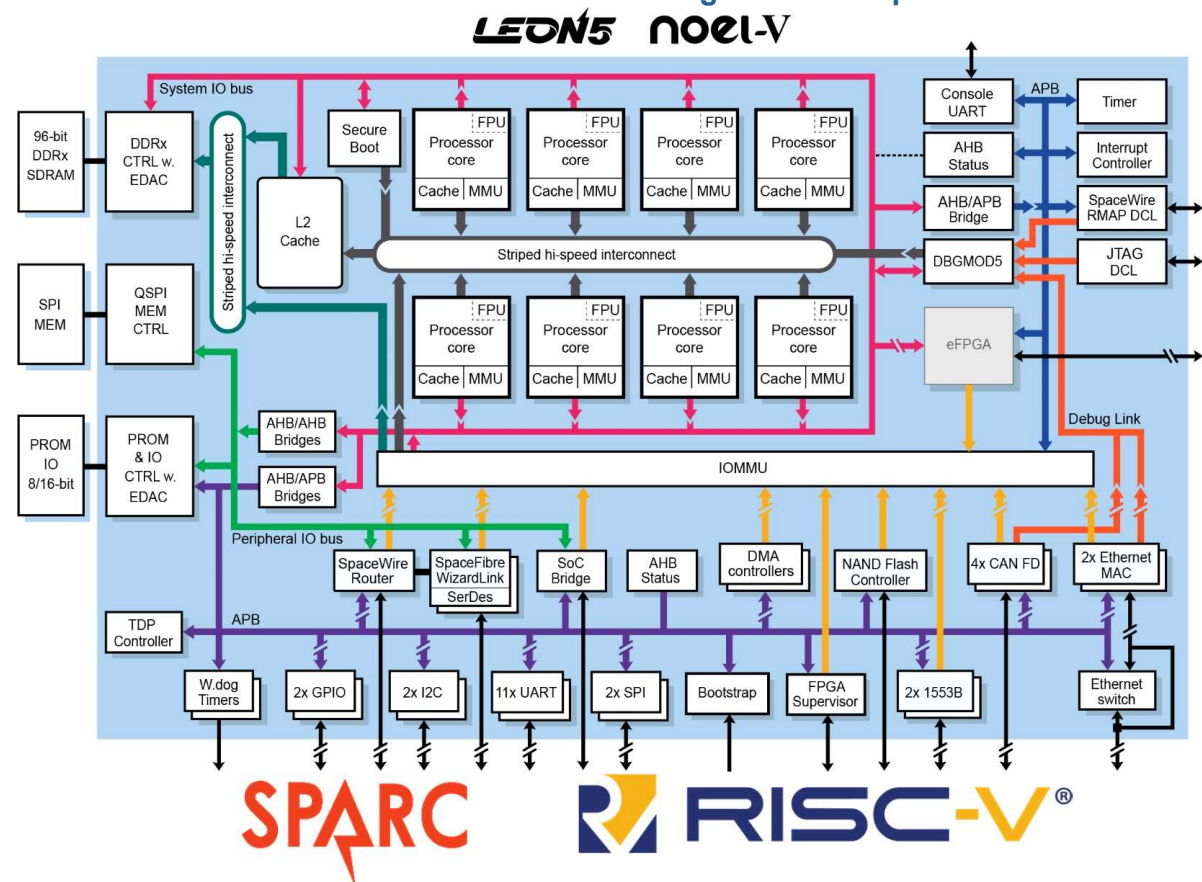 LEON5 NOEL-V
System IO bus
96-bit
DDRx
SDRAM
DDRx
CTRL w.
EDAC
Striped hi-speed interconnect
L2
Cache
Secure
Boot
FPU
Processor
core
Cache
MMU
FPU
Processor
core
Cache
MMU
FPU
Processor
core
Cache
MMU
FPU
Processor
core
Cache
MMU
Striped hi-speed interconnect
FPU
Processor
core
Cache
MMU
FPU
Processor
core
Cache
MMU
FPU
Processor
core
Cache
MMU
FPU
Processor
core
Cache
MMU
Console
UART
APB
Timer
AHB
Status
Interrupt
Controller
AHB/APB
Bridge
SpaceWire
RMAP DCL
DBGMOD5
JTAG
DCL
eFPGA
Debug Link
SPI
MEM
QSPI
MEM
CTRL
PROM
IO
8/16-bit
PROM
& IO
CTRL w.
EDAC
AHB/AHB
Bridges
AHB/APB
Bridges
IOMMU
Peripheral IO bus
SpaceWire
Router
SpaceFibre
WizardLink
SerDes
SoC
Bridge
AHB
Status
DMA
controllers
NAND Flash
Controller
4x CAN FD
2x Ethernet
MAC
TDP
Controller
APB
W.dog
Timers
2x GPIO
2x I2C
11x UART
2x SPI
Bootstrap
FPGA
Supervisor
2x 1553B
Ethernet
switch
SPARC
RISC-V®